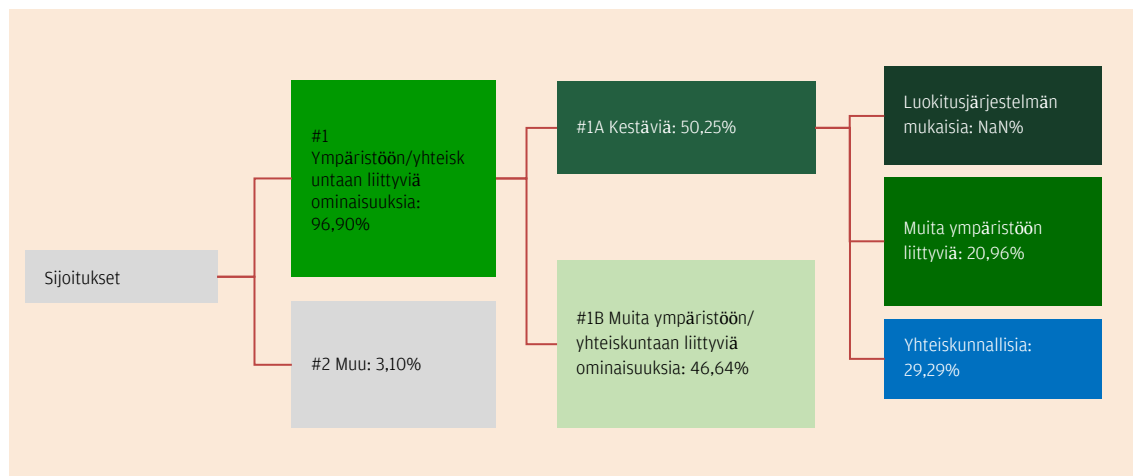 Sijoitukset
#1
Ympäristöön/yhteisk
untaan liittyviä
ominaisuuksia:
96,90%
#2 Muu: 3,10%
#1A Kestäviä: 50,25%
#1B Muita ympäristöön/
yhteiskuntaan liittyviä
ominaisuuksia: 46,64%
Luokitusjärjestelmän
mukaisia: NaN%
Muita ympäristöön
liittyviä: 20,96%
Yhteiskunnallisia:
29,29%